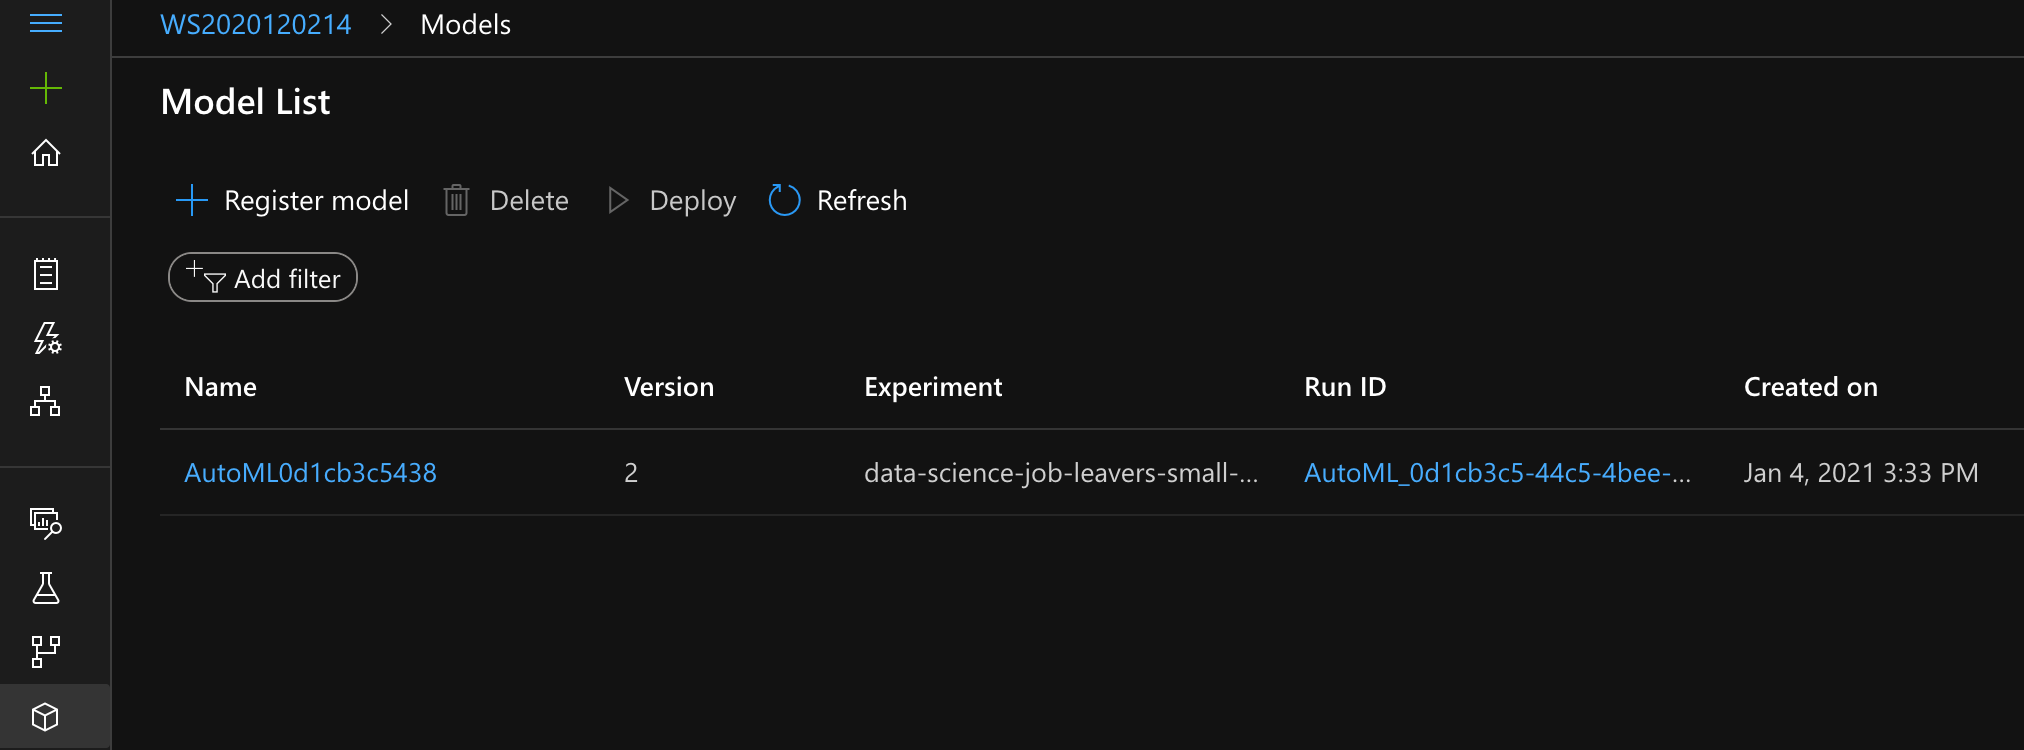 WS2020120214 > Models
Model List
Register model Delete Deploy Refresh
Add filter
Name Version Experiment Run ID Created on
AutoML0d1cb3c5438 2 data-science-job-leavers-small-... AutoML_0d1cb3c5-44c5-4bee-... Jan 4, 2021 3:33 PM